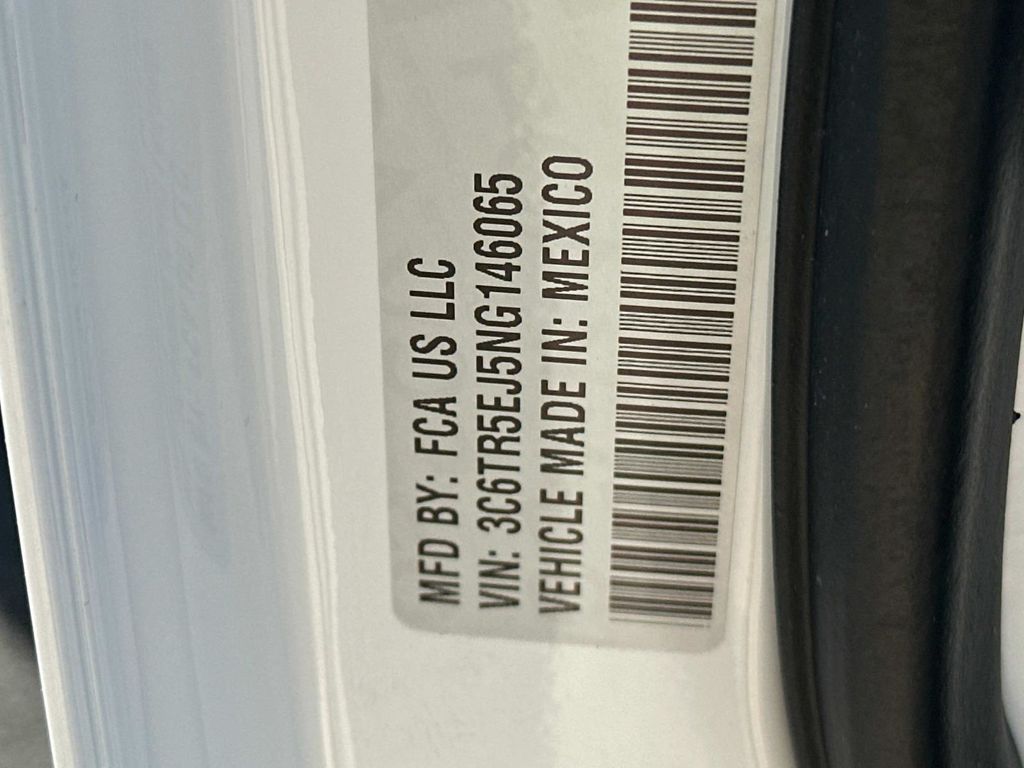 MFD BY: FCA US LLC
VIN: 3C6TR5EJ5NG146065
VEHICLE MADE IN: MEXICO